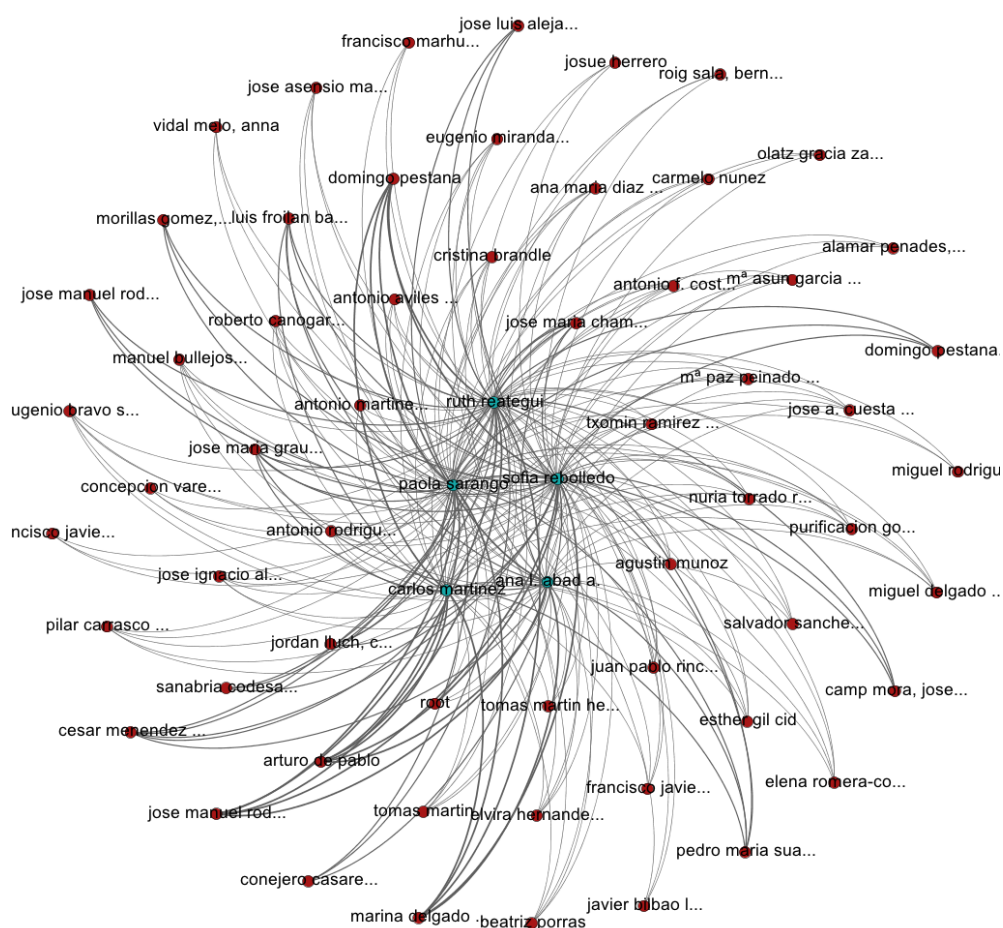 jose luis aleja...
francisco marhu...
josue herrero
roig sala, bern...
jose asensio ma...
vidal melo, anna
eugenio miranda...
olatz gracia za...
domingo pestana
ana maria diaz ...
carmelo nunez
morillas gomez,...
luis froilan ba...
alamar penades,...
cristina brandle
antonio f. cost...
mª asun garcia ...
jose manuel rod...
antonio aviles ...
roberto canogar...
jose maria cham...
manuel bullejos...
domingo pestana...
mª paz peinado ...
ugenio bravo s...
antonio martine...
ruth reategui
txomin ramirez ...
jose a. cuesta ...
jose maria grau...
miguel rodrigu
concepcion vare...
paola sarango
sofia rebolledo
nuria torrado r...
ncisco javie...
antonio rodrigu...
purificacion go...
jose ignacio al...
carlos martinez
ana l. abad a.
agustin munoz
miguel delgado ...
pilar carrasco ...
jordan lluch, c...
salvador sanche...
sanabria codesa...
juan pablo rinc...
camp mora, jose...
cesar menendez ...
root
tomas martin he...
esther gil cid
arturo de pablo
francisco javie...
elena romera-co...
jose manuel rod...
tomas martin
elvira hernande...
pedro maria sua...
conejero casare...
marina delgado ...
beatriz porras
javier bilbao l...